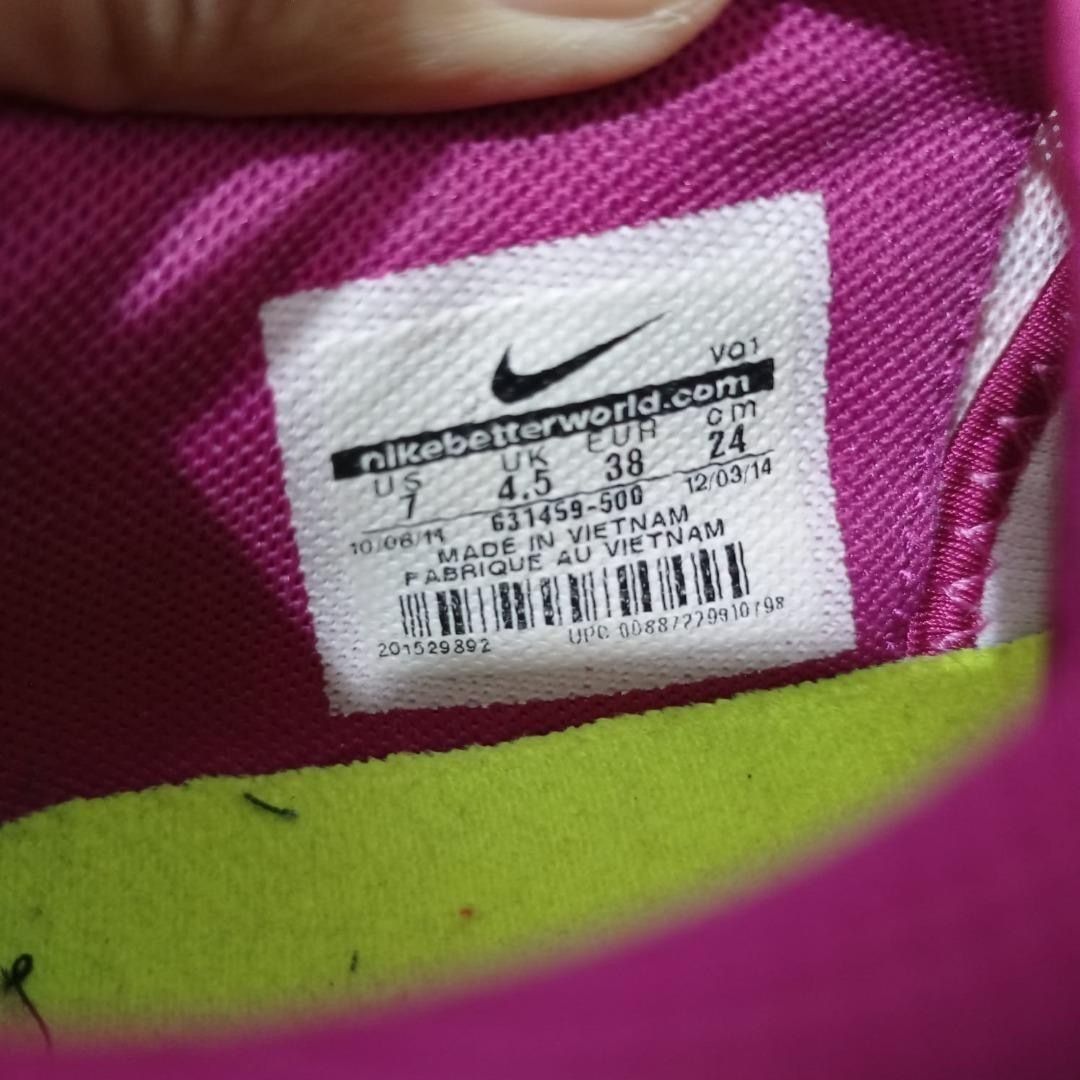 VQ1
nikebetterworld.com
US UK EUR cm
7 4.5 38 24
10/06/14 631459-500 12/03/14
MADE IN VIETNAM
FABRIQUE AU VIETNAM
201529892 UPC 00887229910798